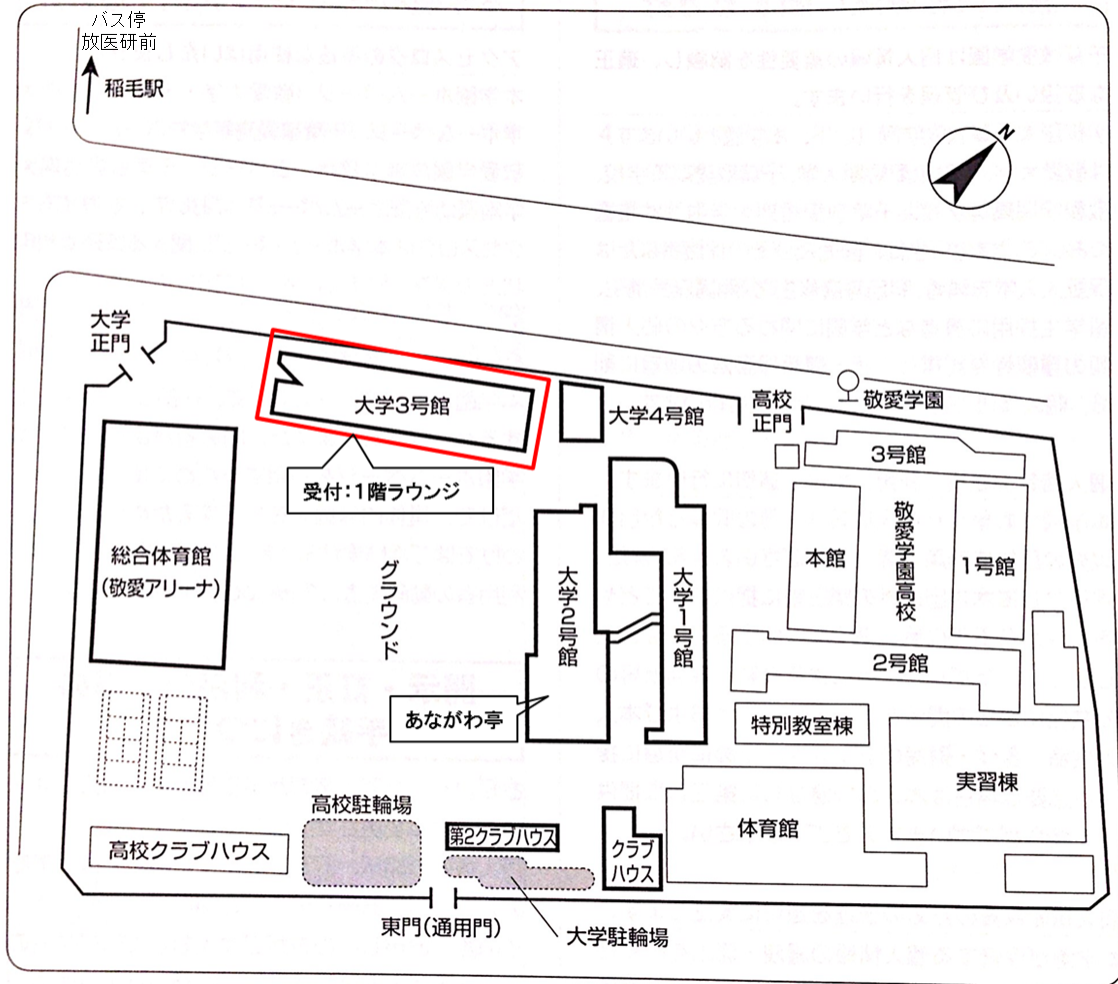 バス停
放医研前
稲毛駅
N
大学
正門
大学3号館
大学4号館
高校
正門
敬愛学園
受付:1階ラウンジ
3号館
総合体育館
(敬愛アリーナ)
グラウンド
大学2号館
大学1号館
本館
敬愛学園高校
1号館
2号館
あながわ亭
特別教室棟
実習棟
高校駐輪場
第2クラブハウス
体育館
高校クラブハウス
クラブ
ハウス
東門(通用門)
大学駐輪場